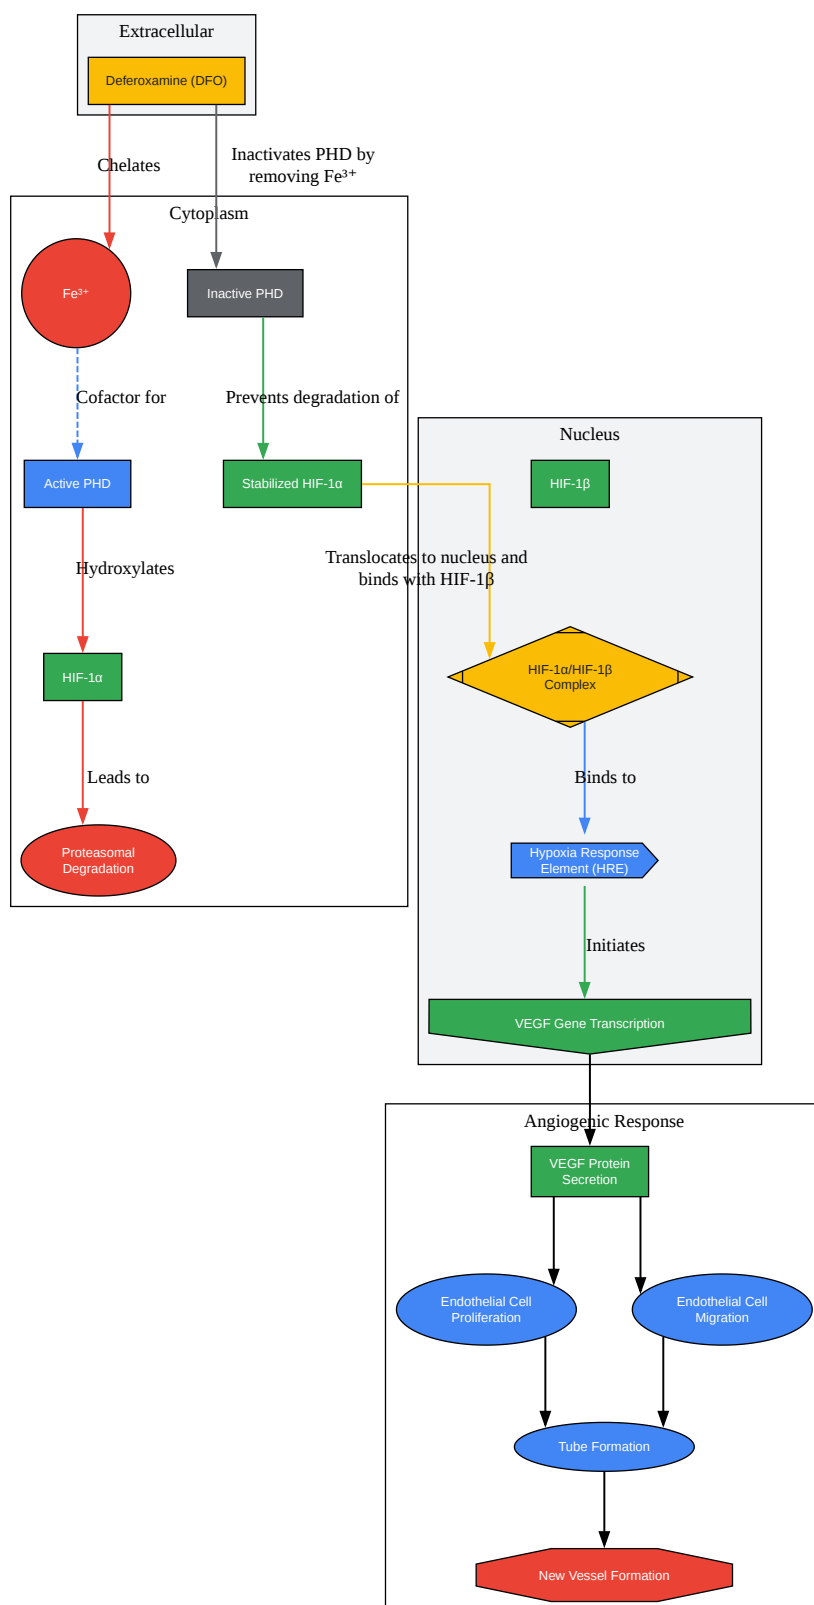 Extracellular
Deferoxamine (DFO)
Chelates
Inactivates PHD by
removing Fe³⁺
Cytoplasm
Fe³⁺
Inactive PHD
Cofactor for
Prevents degradation of
Nucleus
Active PHD
Stabilized HIF-1α
HIF-1β
Hydroxylates
Translocates to nucleus and
binds with HIF-1β
HIF-1α
HIF-1α/HIF-1β
Complex
Leads to
Binds to
Proteasomal
Degradation
Hypoxia Response
Element (HRE)
Initiates
VEGF Gene Transcription
Angiogenic Response
VEGF Protein
Secretion
Endothelial Cell
Proliferation
Endothelial Cell
Migration
Tube Formation
New Vessel Formation